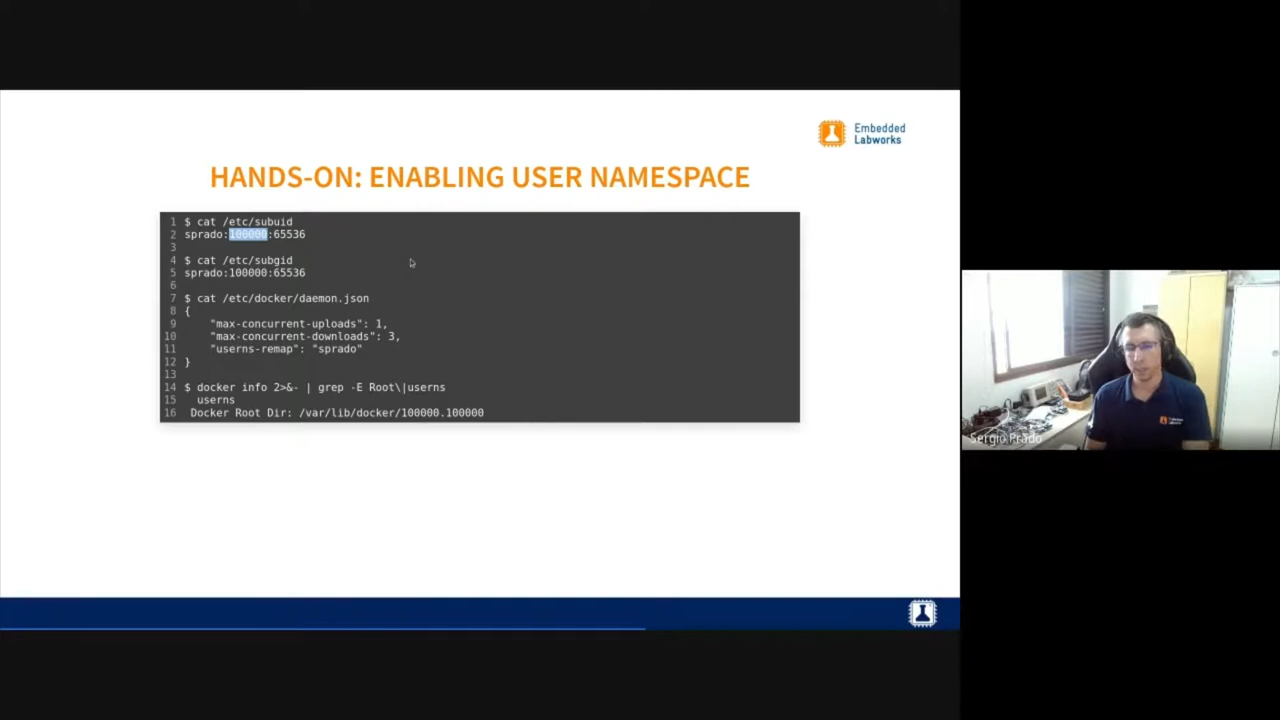 Embedded
Labworks
HANDS-ON: ENABLING USER NAMESPACE
1 $ cat /etc/subuid
2 sprado:100000:65536
3
4 $ cat /etc/subgid
5 sprado:100000:65536
6
7 $ cat /etc/docker/daemon.json
8 {
9 "max-concurrent-uploads": 1,
10 "max-concurrent-downloads": 3,
11 "userns-remap": "sprado"
12 }
13
14 $ docker info 2>&- | grep -E Root\|userns
15 userns
16 Docker Root Dir: /var/lib/docker/100000.100000
Sergio Prado